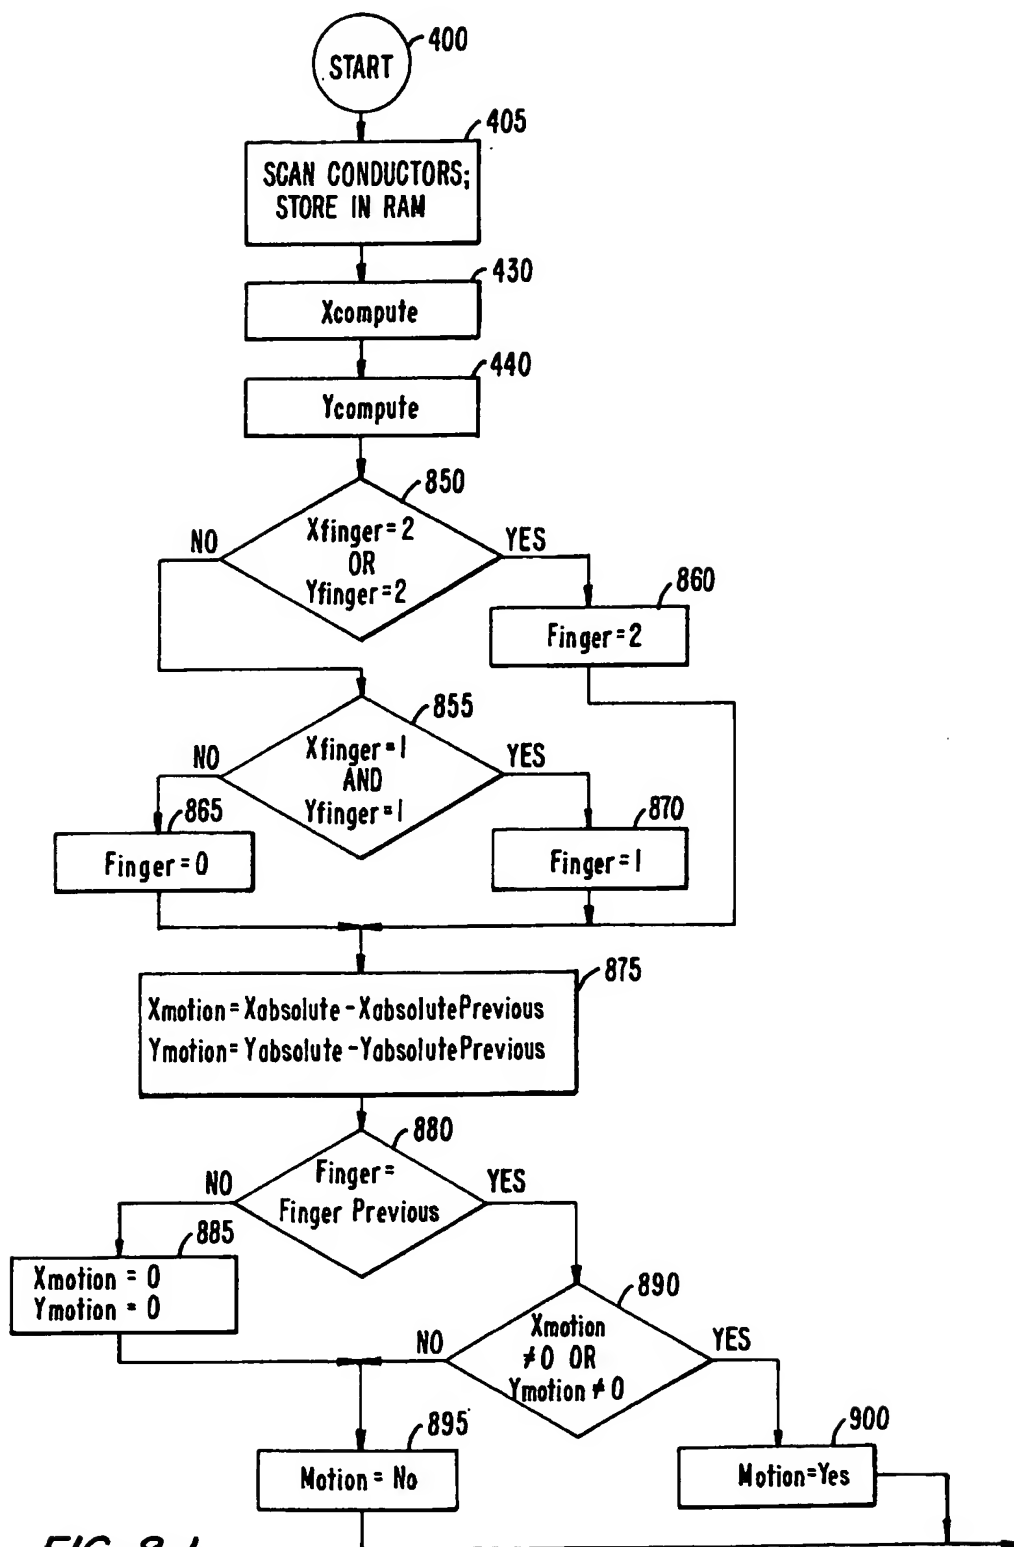 400
START
405
SCAN CONDUCTORS;
STORE IN RAM
430
Xcompute
440
Ycompute
850
NO
Xfinger=2
OR
Yfinger=2
YES
860
Finger=2
855
NO
Xfinger=1
AND
Yfinger=1
YES
865
Finger=0
870
Finger=1
875
Xmotion=Xabsolute-XabsolutePrevious
Ymotion=Yabsolute-YabsolutePrevious
880
NO
Finger=
Finger Previous
YES
885
Xmotion = 0
Ymotion = 0
890
NO
Xmotion
≠0 OR
Ymotion≠0
YES
895
Motion = No
900
Motion=Yes